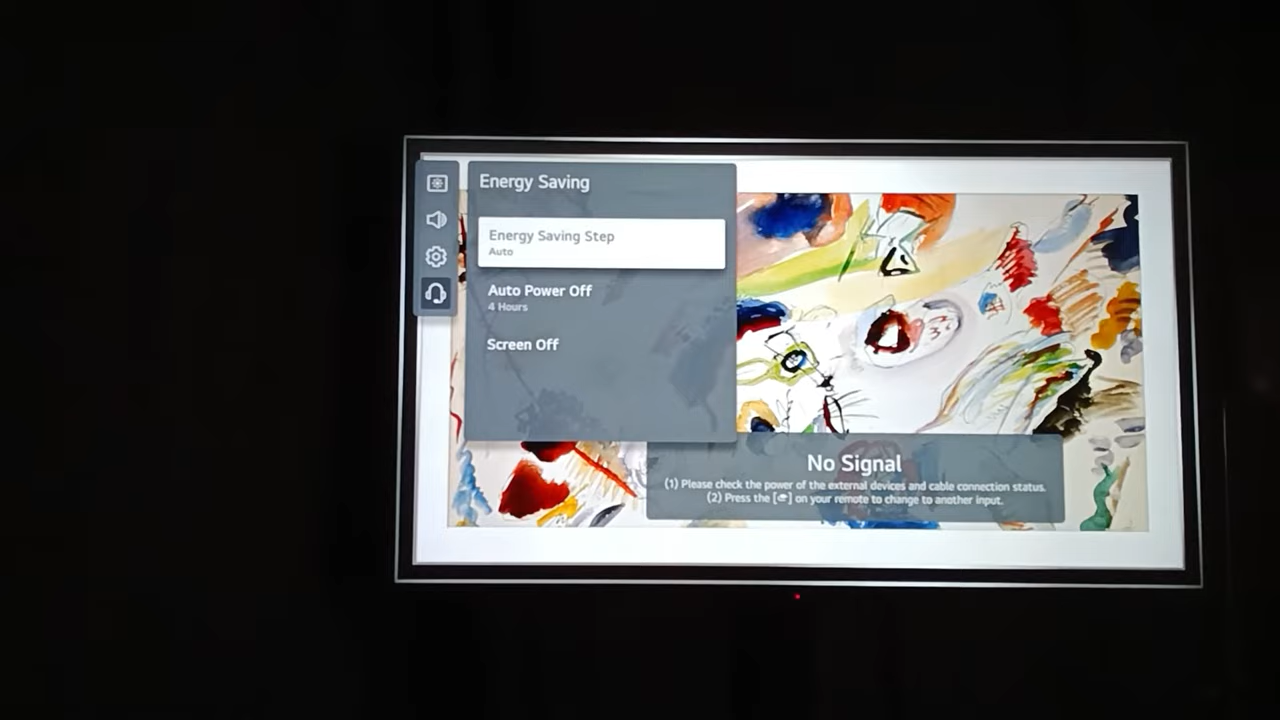 Energy Saving
Energy Saving Step
Auto
Auto Power Off
4 Hours
Screen Off
No Signal
(1) Please check the power of the external devices and cable connection status.
(2) Press the [ ] on your remote to change to another input.